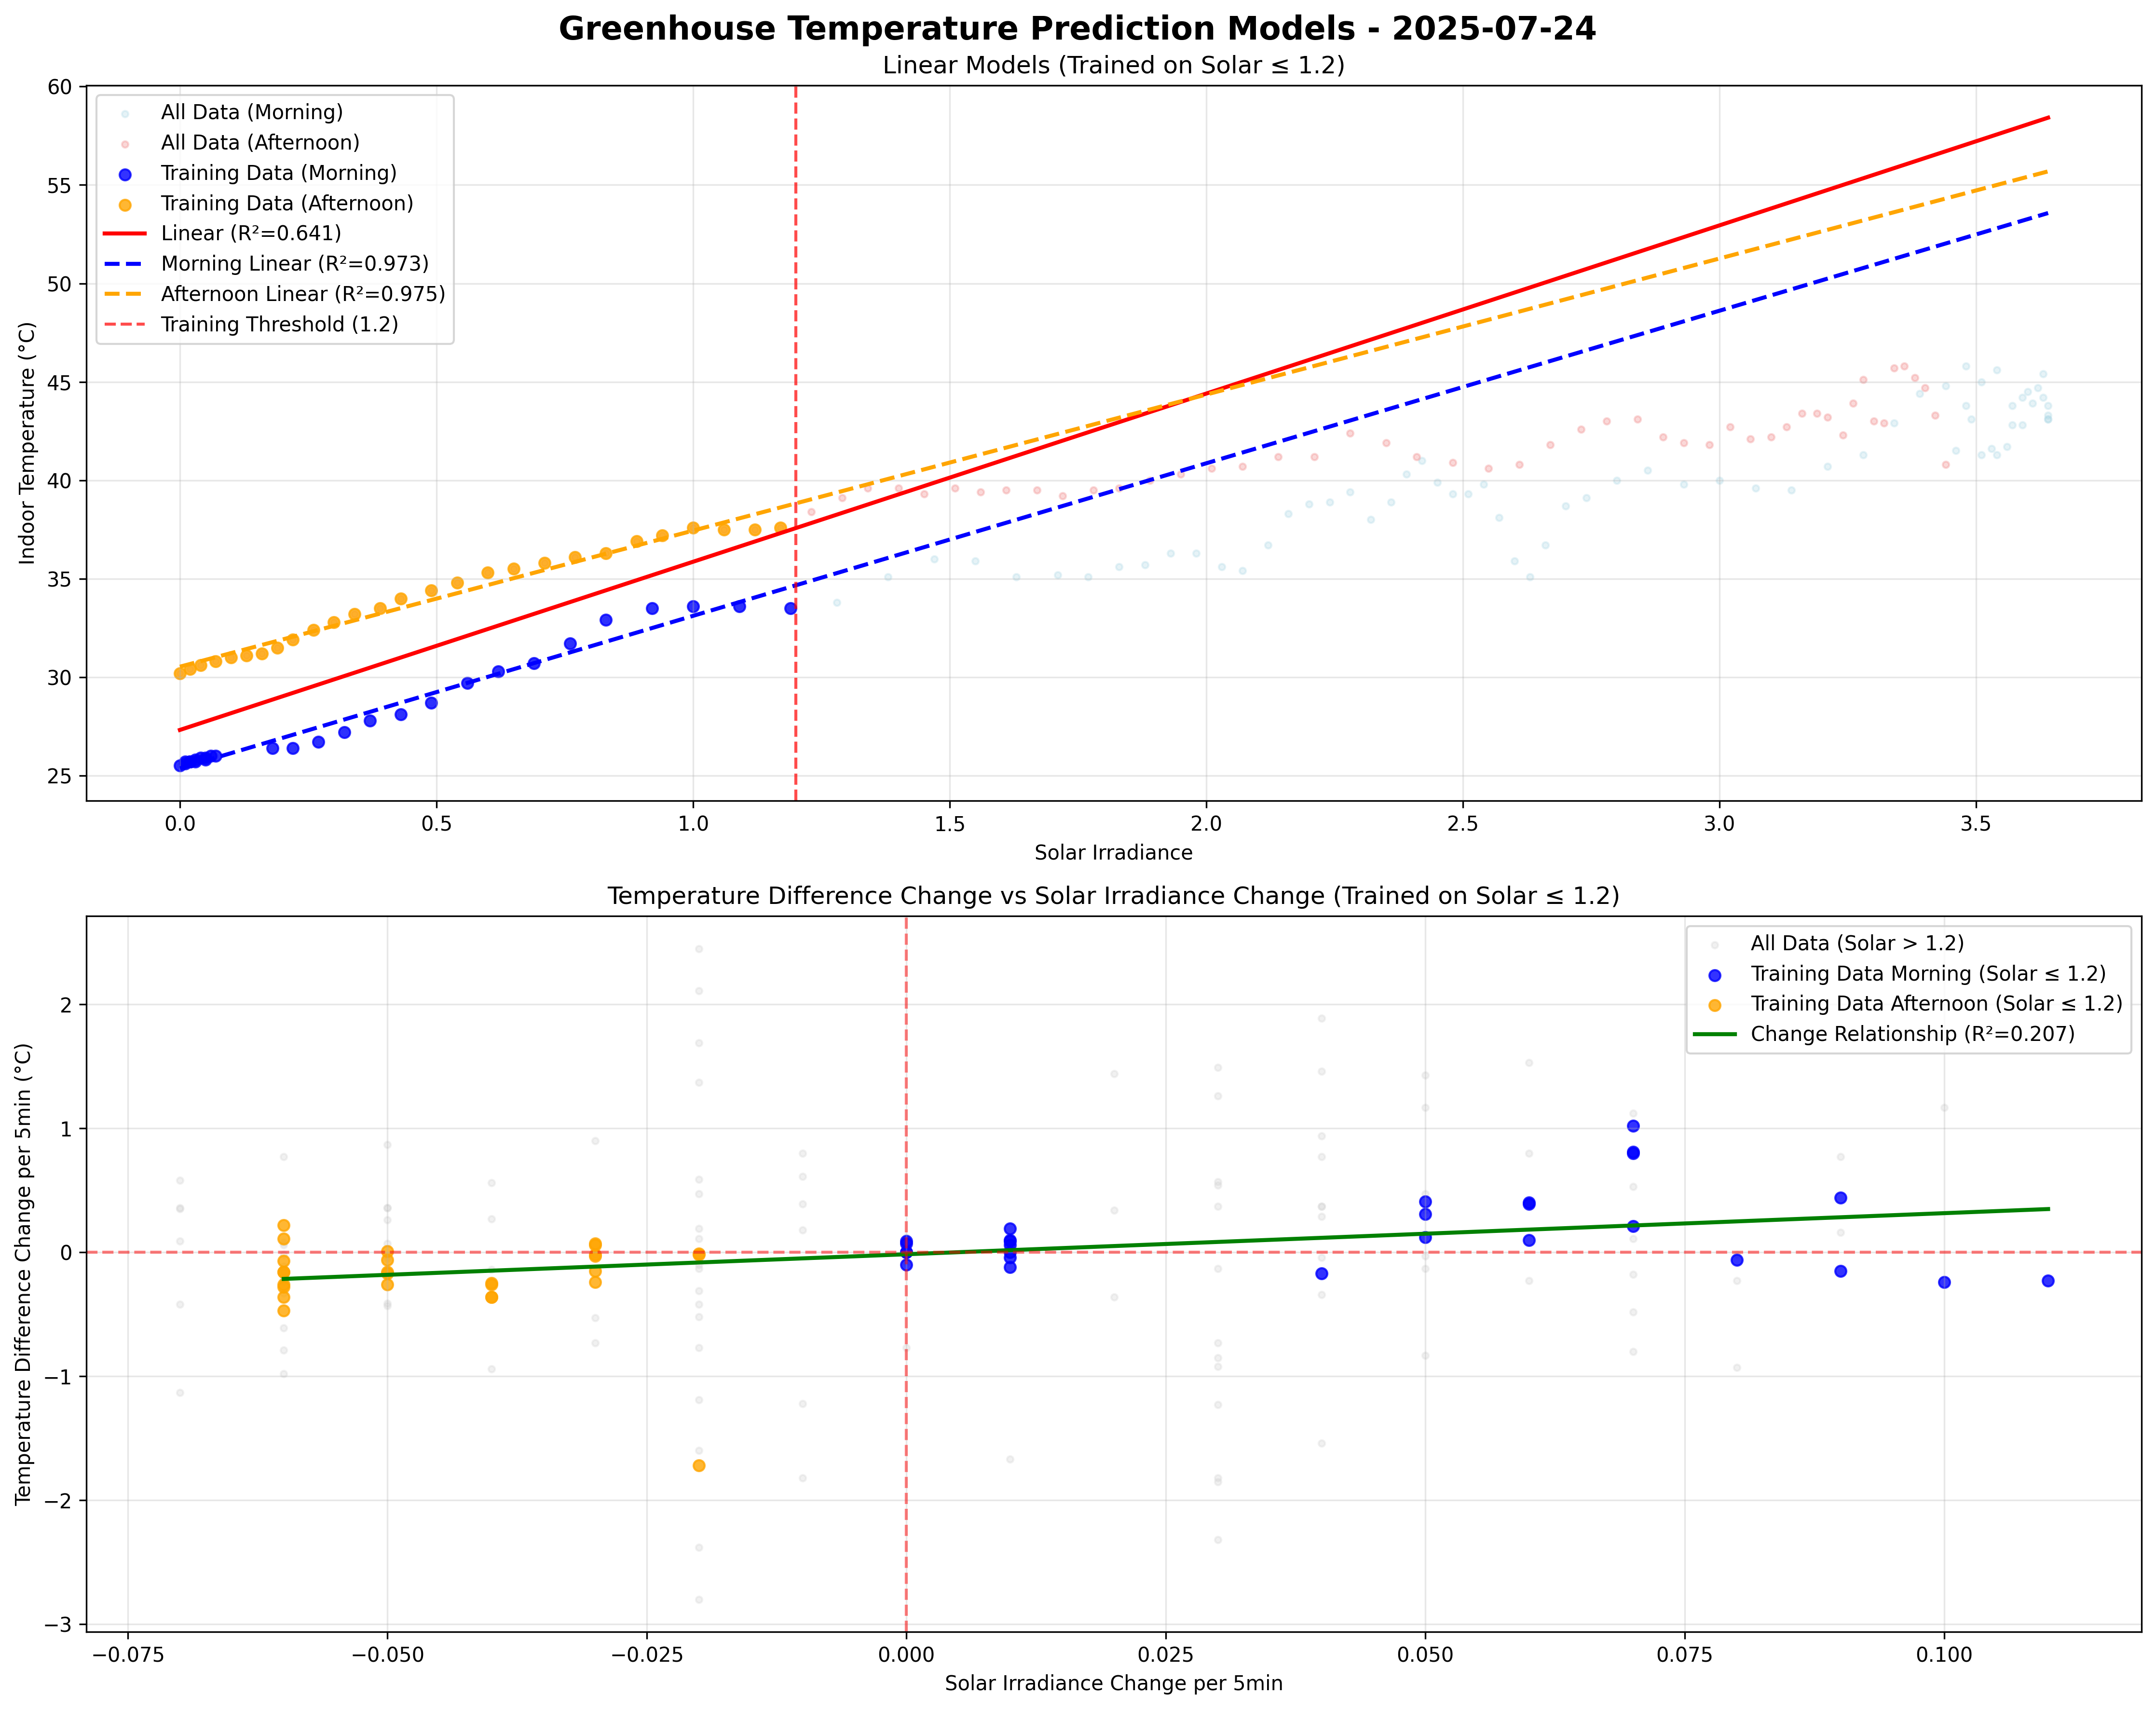 Greenhouse Temperature Prediction Models - 2025-07-24
Linear Models (Trained on Solar ≤ 1.2)
All Data (Morning)
All Data (Afternoon)
Training Data (Morning)
Training Data (Afternoon)
Linear (R²=0.641)
Morning Linear (R²=0.973)
Afternoon Linear (R²=0.975)
Training Threshold (1.2)
Indoor Temperature (°C)
60
55
50
45
40
35
30
25
0.0 0.5 1.0 1.5 2.0 2.5 3.0 3.5
Solar Irradiance
Temperature Difference Change vs Solar Irradiance Change (Trained on Solar ≤ 1.2)
All Data (Solar > 1.2)
Training Data Morning (Solar ≤ 1.2)
Training Data Afternoon (Solar ≤ 1.2)
Change Relationship (R²=0.207)
Temperature Difference Change per 5min (°C)
2
1
0
−1
−2
−3
−0.075 −0.050 −0.025 0.000 0.025 0.050 0.075 0.100
Solar Irradiance Change per 5min